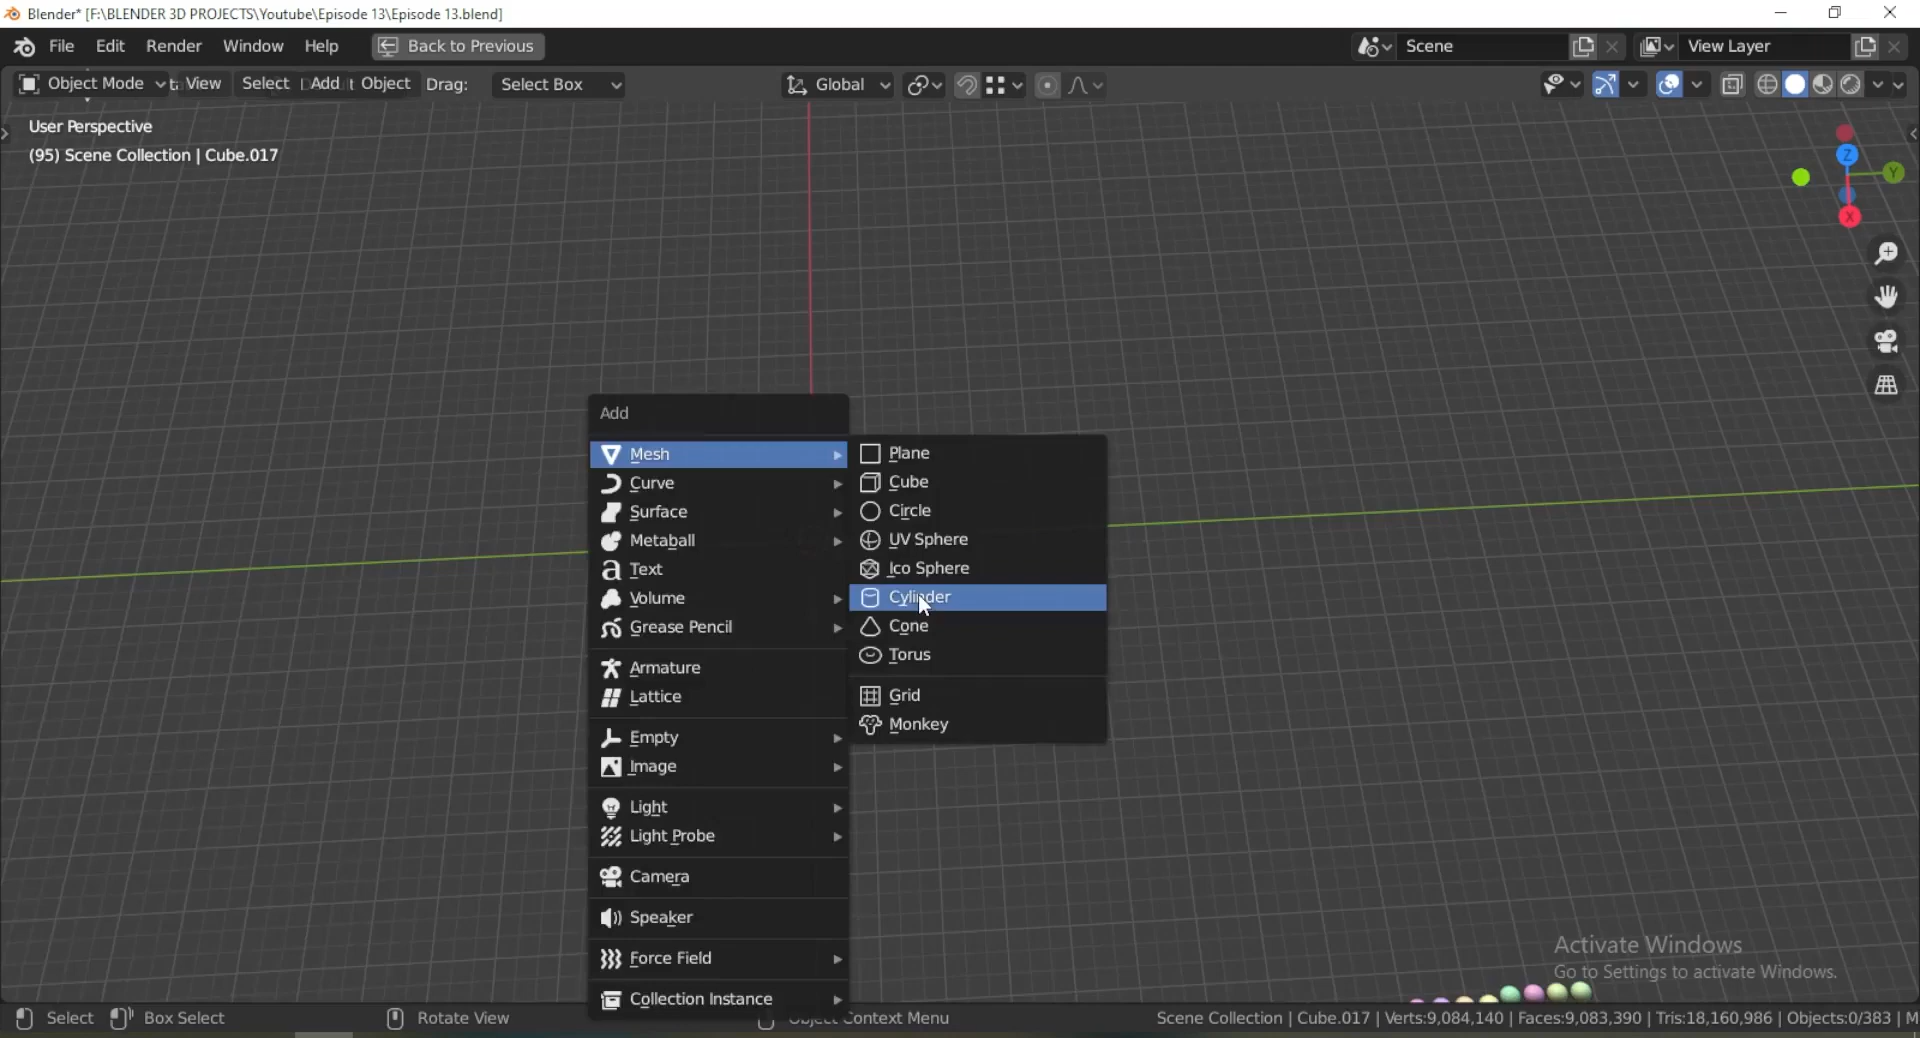 Blender* [F:\BLENDER 3D PROJECTS\Youtube\Episode 13\Episode 13.blend]
File Edit Render Window Help Back to Previous Scene View Layer
Object Mode View Select Add Object Drag: Select Box Global
User Perspective
(95) Scene Collection | Cube.017
Z
Y
X
Add
Mesh
Curve
Surface
Metaball
Text
Volume
Grease Pencil
Armature
Lattice
Empty
Image
Light
Light Probe
Camera
Speaker
Force Field
Collection Instance
Plane
Cube
Circle
UV Sphere
Ico Sphere
Cylinder
Cone
Torus
Grid
Monkey
Activate Windows
Go to Settings to activate Windows.
Select Box Select Rotate View Object Context Menu Scene Collection | Cube.017 | Verts:9,084,140 | Faces:9,083,390 | Tris:18,160,986 | Objects:0/383 | M